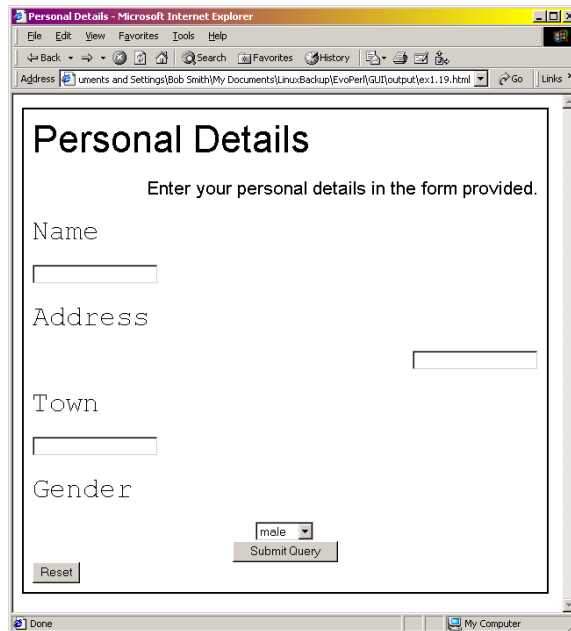 Personal Details - Microsoft Internet Explorer
File Edit View Favorites Tools Help
Back Search Favorites History
Address uments and Settings\Bob Smith\My Documents\LinuxBackup\EvoPerl\GUI\output\ex1.19.html Go Links
Personal Details
Enter your personal details in the form provided.
Name
Address
Town
Gender
male
Submit Query
Reset
Done My Computer